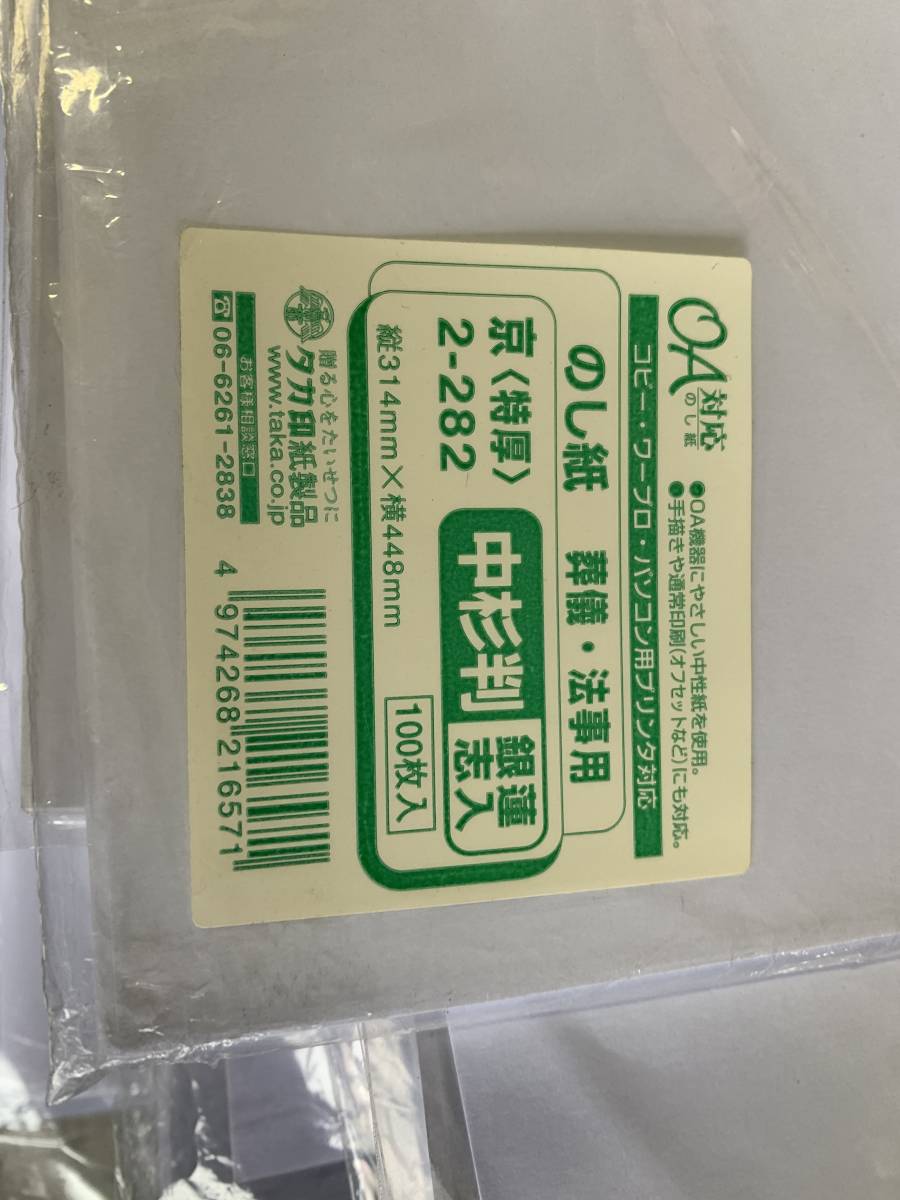 OA対応
のし紙
●OA機器にやさしい中性紙を使用。
●手描きや通常印刷(オフセットなど)にも対応。
コピー・ワープロ・パソコン用プリンタ対応
のし紙 葬儀・法事用
京〈特厚〉
2-282
中杉判
銀蓮
志入
縦314mm×横448mm
100枚入
贈る心をたいせつに
タカ印紙製品
www.taka.co.jp
お客様相談窓口
☎06-6261-2838
4 974268 216571